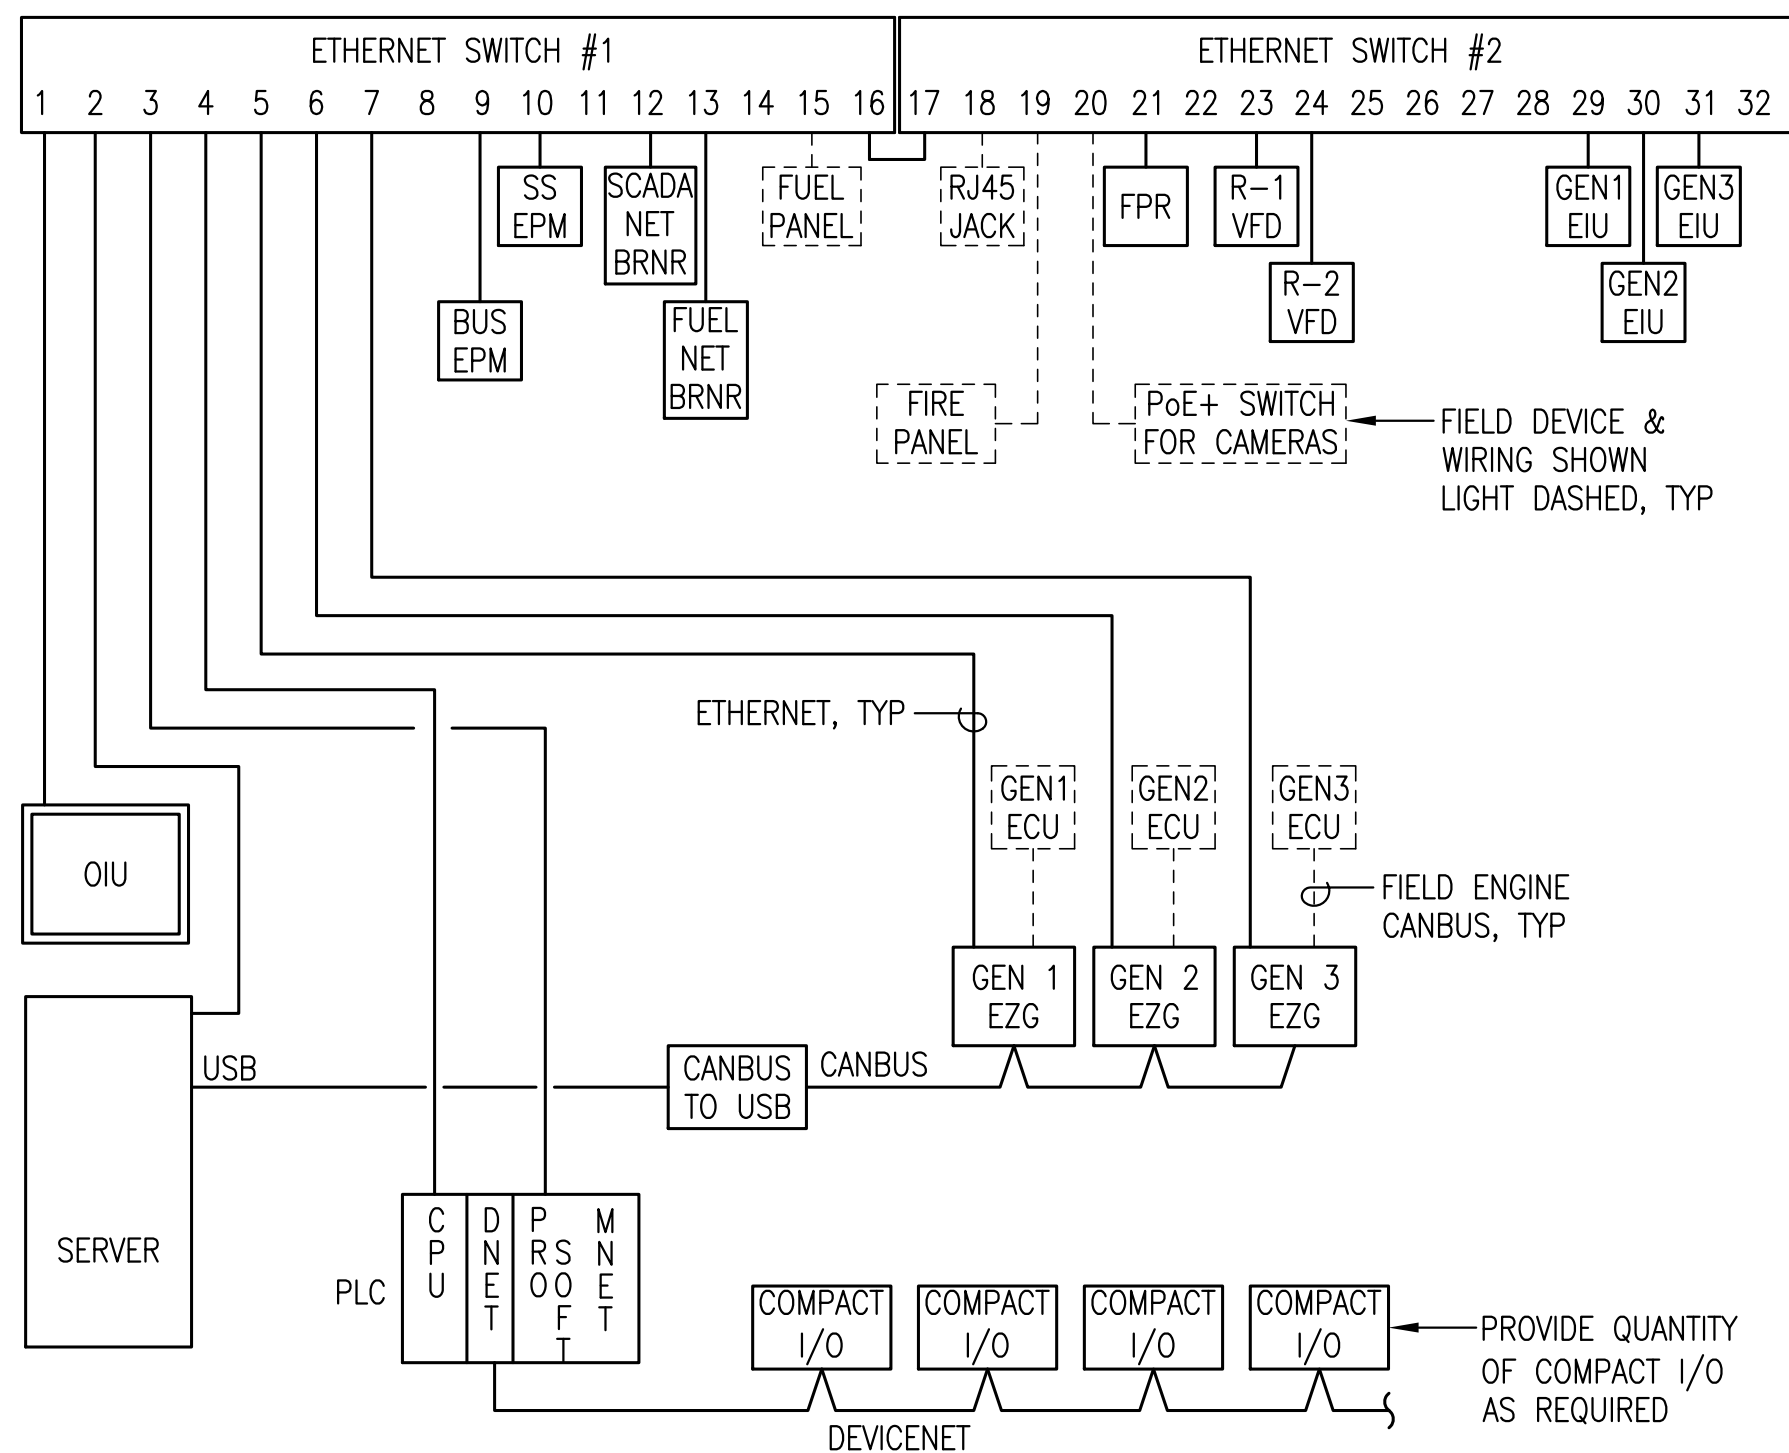 ETHERNET SWITCH #1
1 2 3 4 5 6 7 8 9 10 11 12 13 14 15 16
ETHERNET SWITCH #2
17 18 19 20 21 22 23 24 25 26 27 28 29 30 31 32
SS
EPM
SCADA
NET
BRNR
FUEL
PANEL
RJ45
JACK
FPR
R-1
VFD
GEN1
EIU
GEN3
EIU
R-2
VFD
GEN2
EIU
BUS
EPM
FUEL
NET
BRNR
FIRE
PANEL
PoE+ SWITCH
FOR CAMERAS
FIELD DEVICE &
WIRING SHOWN
LIGHT DASHED, TYP
ETHERNET, TYP
GEN1
ECU
GEN2
ECU
GEN3
ECU
OIU
FIELD ENGINE
CANBUS, TYP
GEN 1
EZG
GEN 2
EZG
GEN 3
EZG
USB
CANBUS
TO USB
CANBUS
SERVER
PLC
CPU
DNET
PRO
SOFT
MNET
COMPACT
I/O
COMPACT
I/O
COMPACT
I/O
COMPACT
I/O
PROVIDE QUANTITY
OF COMPACT I/O
AS REQUIRED
DEVICENET